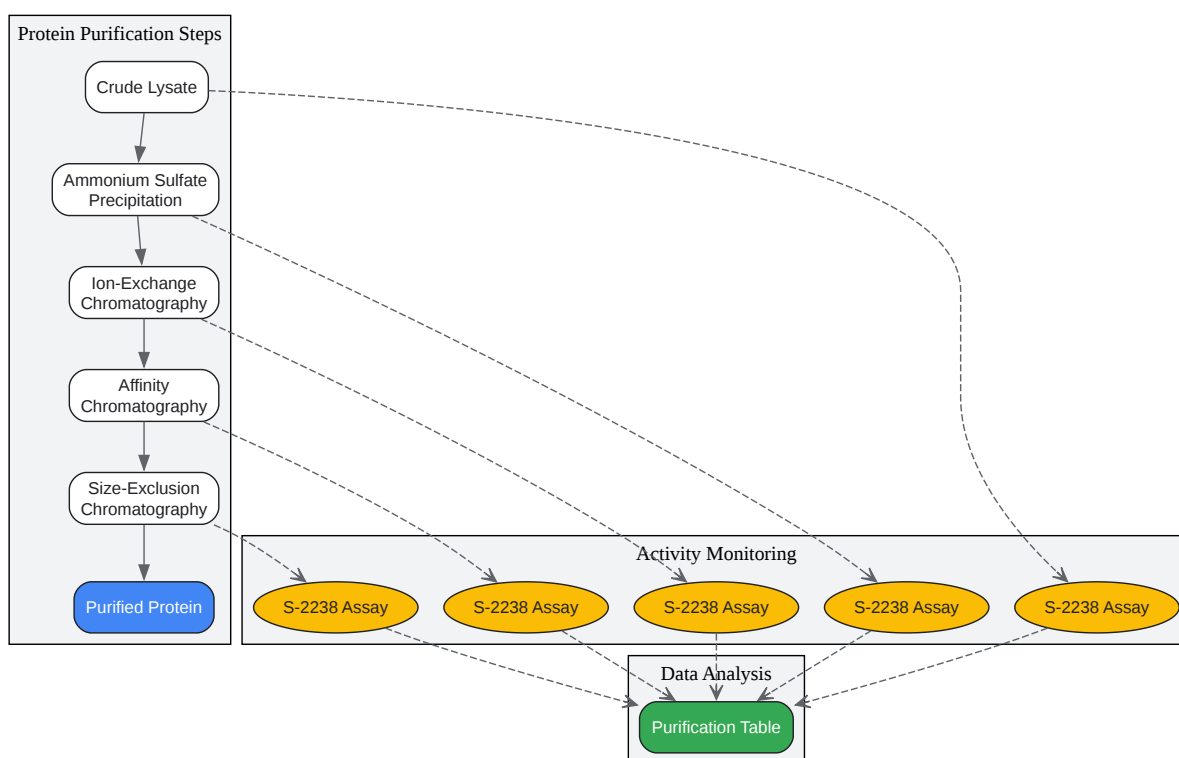 Protein Purification Steps
Crude Lysate
Ammonium Sulfate
Precipitation
Ion-Exchange
Chromatography
Affinity
Chromatography
Size-Exclusion
Chromatography
Purified Protein
Activity Monitoring
S-2238 Assay
S-2238 Assay
S-2238 Assay
S-2238 Assay
S-2238 Assay
Data Analysis
Purification Table